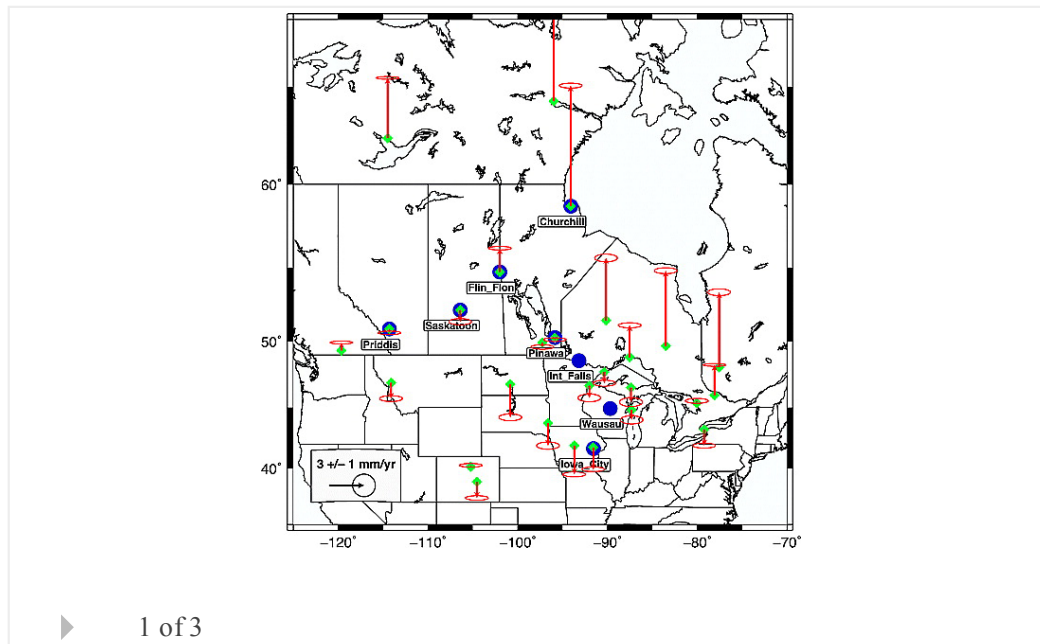 60°
Churchill
Flin_Flon
Saskatoon
Priddis
50°
Pinawa
Int_Falls
Wausau
Iowa_City
3 +/− 1 mm/yr
40°
−120° −110° −100° −90° −80° −70°
1 of 3